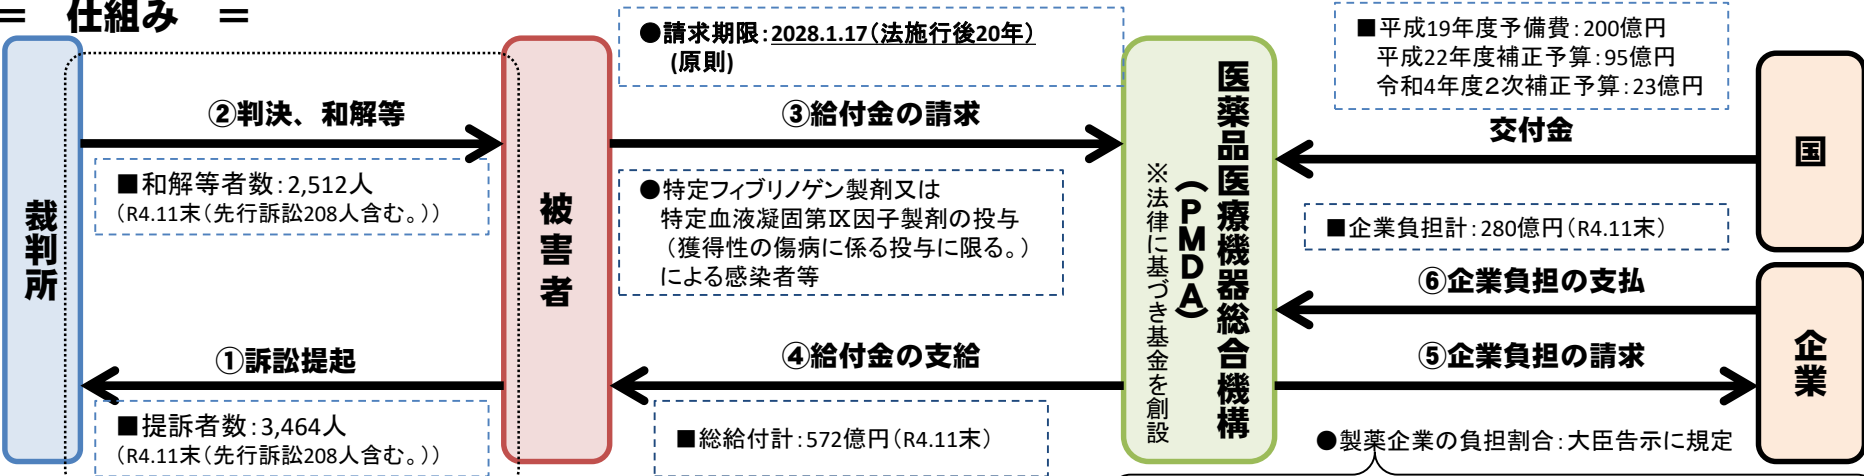 ＝　仕組み　＝
裁判所
②判決、和解等
■和解等者数：2,512人
（R4.11末（先行訴訟208人含む。））
①訴訟提起
■提訴者数：3,464人
（R4.11末（先行訴訟208人含む。））
被害者
●請求期限：2028.1.17（法施行後20年）
(原則)
③給付金の請求
●特定フィブリノゲン製剤又は
特定血液凝固第Ⅸ因子製剤の投与
（獲得性の傷病に係る投与に限る。）
による感染者等
④給付金の支給
■総給付計：572億円（R4.11末）
医薬品医療機器総合機構
（ＰＭＤＡ）
※法律に基づき基金を創設
■平成19年度予備費：200億円
平成22年度補正予算：95億円
令和4年度２次補正予算：23億円
交付金
国
■企業負担計：280億円（R4.11末）
⑥企業負担の支払
⑤企業負担の請求
企業
●製薬企業の負担割合：大臣告示に規定